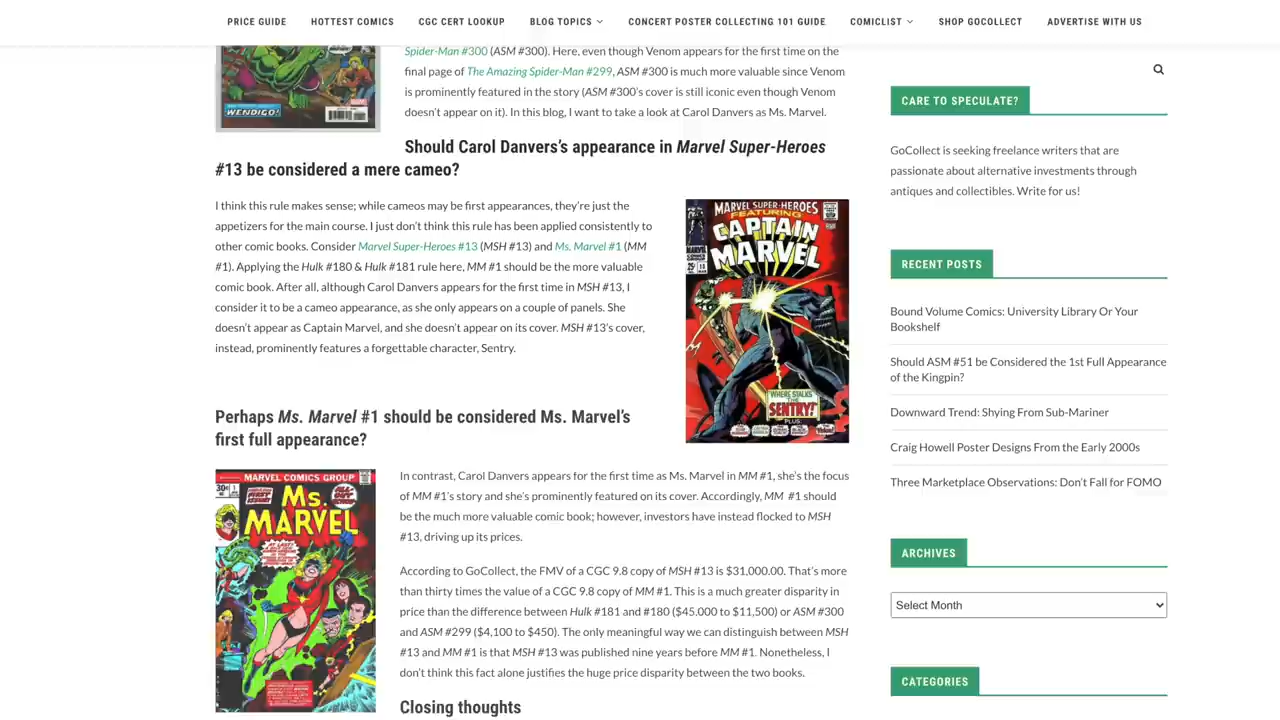 PRICE GUIDE HOTTEST COMICS CGC CERT LOOKUP BLOG TOPICS CONCERT POSTER COLLECTING 101 GUIDE COMICLIST SHOP GOCOLLECT ADVERTISE WITH US
WENDIGO!
Spider-Man #300 (ASM #300). Here, even though Venom appears for the first time on the
final page of The Amazing Spider-Man #299, ASM #300 is much more valuable since Venom
is prominently featured in the story (ASM #300's cover is still iconic even though Venom
doesn't appear on it). In this blog, I want to take a look at Carol Danvers as Ms. Marvel.
Should Carol Danvers's appearance in Marvel Super-Heroes
#13 be considered a mere cameo?
I think this rule makes sense; while cameos may be first appearances, they're just the
appetizers for the main course. I just don't think this rule has been applied consistently to
other comic books. Consider Marvel Super-Heroes #13 (MSH #13) and Ms. Marvel #1 (MM
#1). Applying the Hulk #180 & Hulk #181 rule here, MM #1 should be the more valuable
comic book. After all, although Carol Danvers appears for the first time in MSH #13, I
consider it to be a cameo appearance, as she only appears on a couple of panels. She
doesn't appear as Captain Marvel, and she doesn't appear on its cover. MSH #13's cover,
instead, prominently features a forgettable character, Sentry.
MARVEL SUPER-HEROES
FEATURING
CAPTAIN
MARVEL
"WHERE STALKS
THE
SENTRY!"
PLUS:
Perhaps Ms. Marvel #1 should be considered Ms. Marvel's
first full appearance?
MARVEL COMICS GROUP
30¢
Ms.
MARVEL
In contrast, Carol Danvers appears for the first time as Ms. Marvel in MM #1, she's the focus
of MM #1's story and she's prominently featured on its cover. Accordingly, MM #1 should
be the much more valuable comic book; however, investors have instead flocked to MSH
#13, driving up its prices.
According to GoCollect, the FMV of a CGC 9.8 copy of MSH #13 is $31,000.00. That's more
than thirty times the value of a CGC 9.8 copy of MM #1. This is a much greater disparity in
price than the difference between Hulk #181 and #180 ($45.000 to $11,500) or ASM #300
and ASM #299 ($4,100 to $450). The only meaningful way we can distinguish between MSH
#13 and MM #1 is that MSH #13 was published nine years before MM #1. Nonetheless, I
don't think this fact alone justifies the huge price disparity between the two books.
Closing thoughts
CARE TO SPECULATE?
GoCollect is seeking freelance writers that are
passionate about alternative investments through
antiques and collectibles. Write for us!
RECENT POSTS
Bound Volume Comics: University Library Or Your
Bookshelf
Should ASM #51 be Considered the 1st Full Appearance
of the Kingpin?
Downward Trend: Shying From Sub-Mariner
Craig Howell Poster Designs From the Early 2000s
Three Marketplace Observations: Don't Fall for FOMO
ARCHIVES
Select Month
CATEGORIES